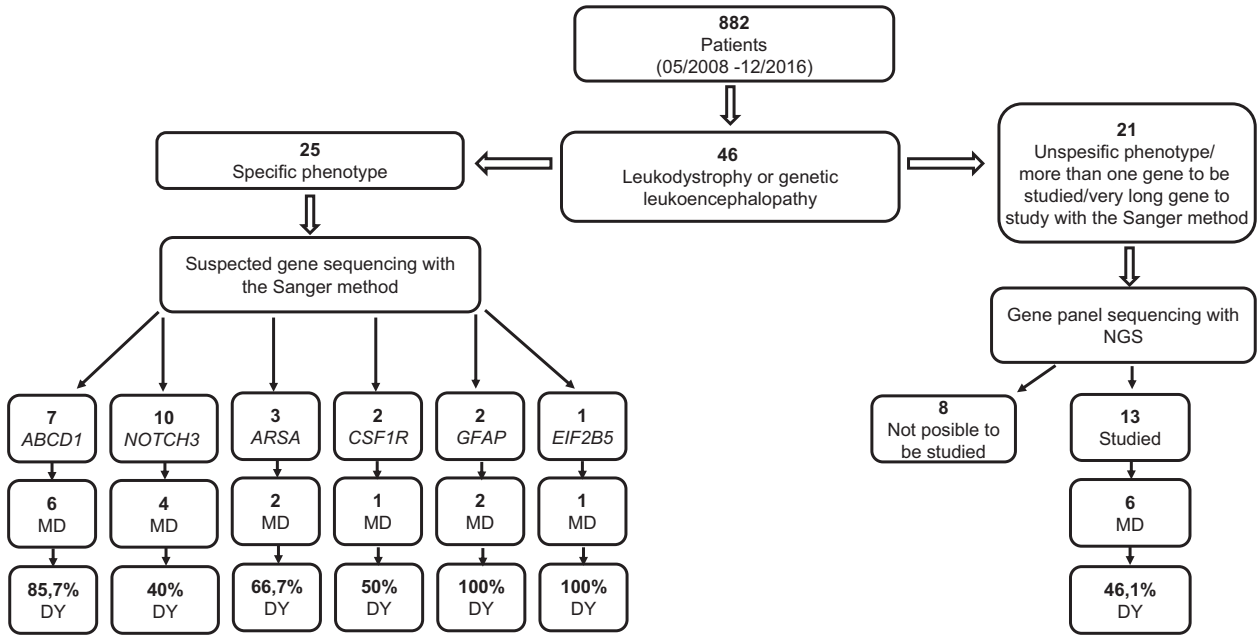 882
Patients
(05/2008 -12/2016)
25
Specific phenotype
46
Leukodystrophy or genetic
leukoencephalopathy
21
Unspesific phenotype/
more than one gene to be
studied/very long gene to
study with the Sanger method
Suspected gene sequencing with
the Sanger method
Gene panel sequencing with
NGS
7
ABCD1
10
NOTCH3
3
ARSA
2
CSF1R
2
GFAP
1
EIF2B5
8
Not posible to
be studied
13
Studied
6
MD
4
MD
2
MD
1
MD
2
MD
1
MD
6
MD
85,7%
DY
40%
DY
66,7%
DY
50%
DY
100%
DY
100%
DY
46,1%
DY